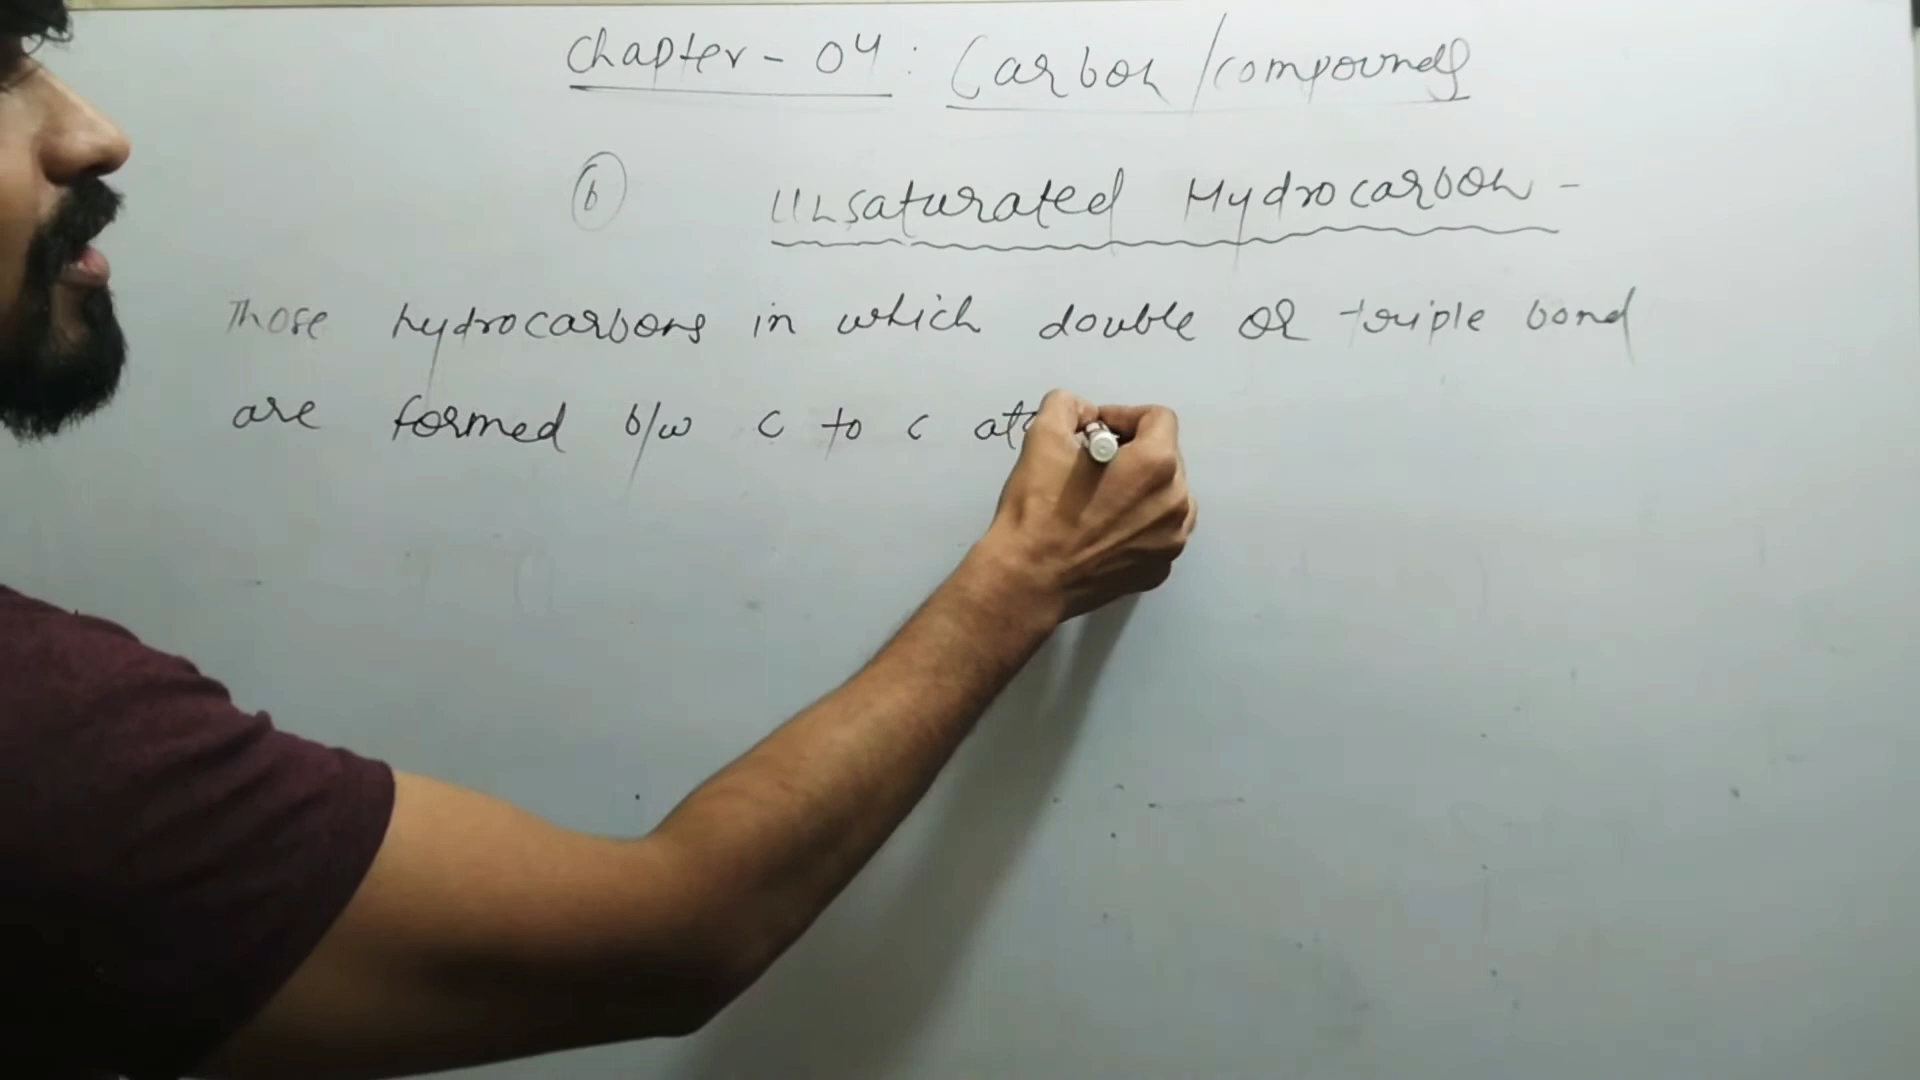 Chapter - 04 : Carbon / compounds
b Unsaturated Hydrocarbon -
Those hydrocarbons in which double or triple bond
are formed b/w c to c